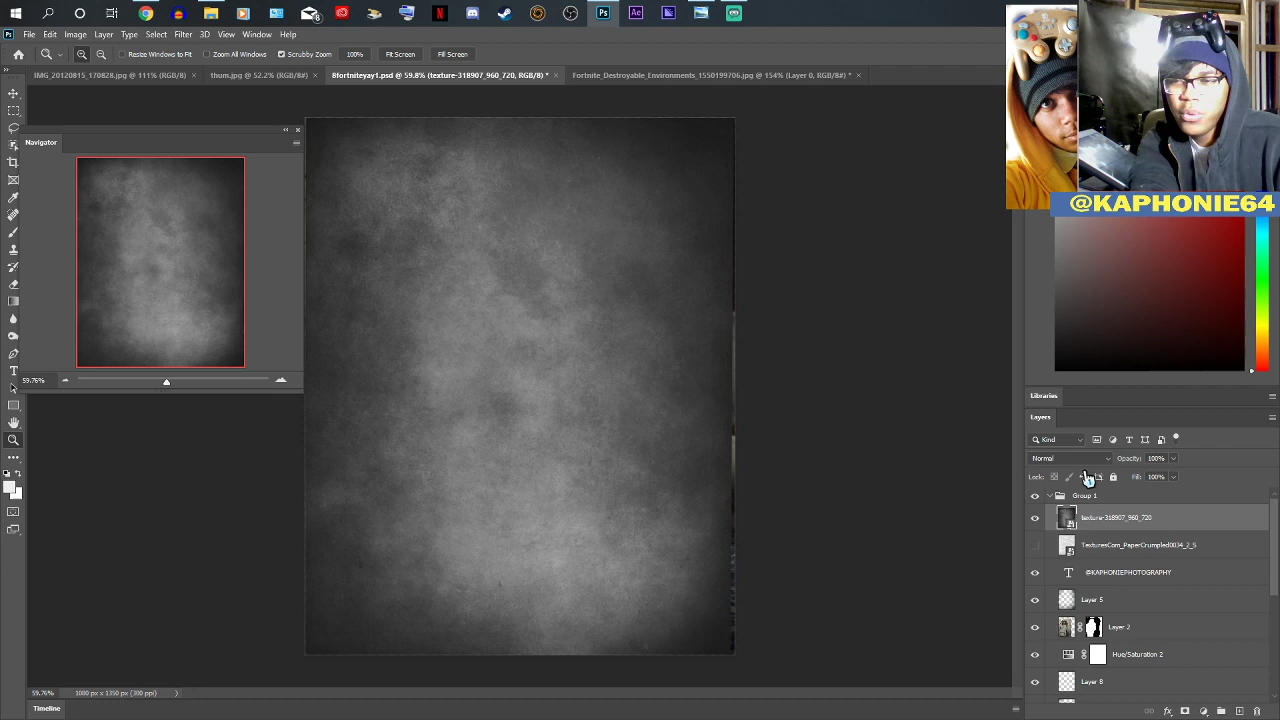 File Edit Image Layer Type Select Filter 3D View Window Help
Resize Windows to Fit Zoom All Windows Scrubby Zoom 100% Fit Screen Fill Screen
IMG_20120815_170828.jpg @ 111% (RGB/8) × thum.jpg @ 52.2% (RGB/8#) × 8fortniteyay1.psd @ 59.8% (texture-318907_960_720, RGB/8) * × Fortnite_Destroyable_Environments_1550199706.jpg @ 154% (Layer 0, RGB/8#) * ×
Navigator
59.76%
@KAPHONIE64
Libraries
Layers
Kind
Normal Opacity: 100%
Lock: Fill: 100%
Group 1
texture-318907_960_720
TexturesCom_PaperCrumpled0034_2_S
T @KAPHONIEPHOTOGRAPHY
Layer 5
Layer 2
Hue/Saturation 2
Layer 8
59.76% 1080 px x 1350 px (300 ppi)
Timeline